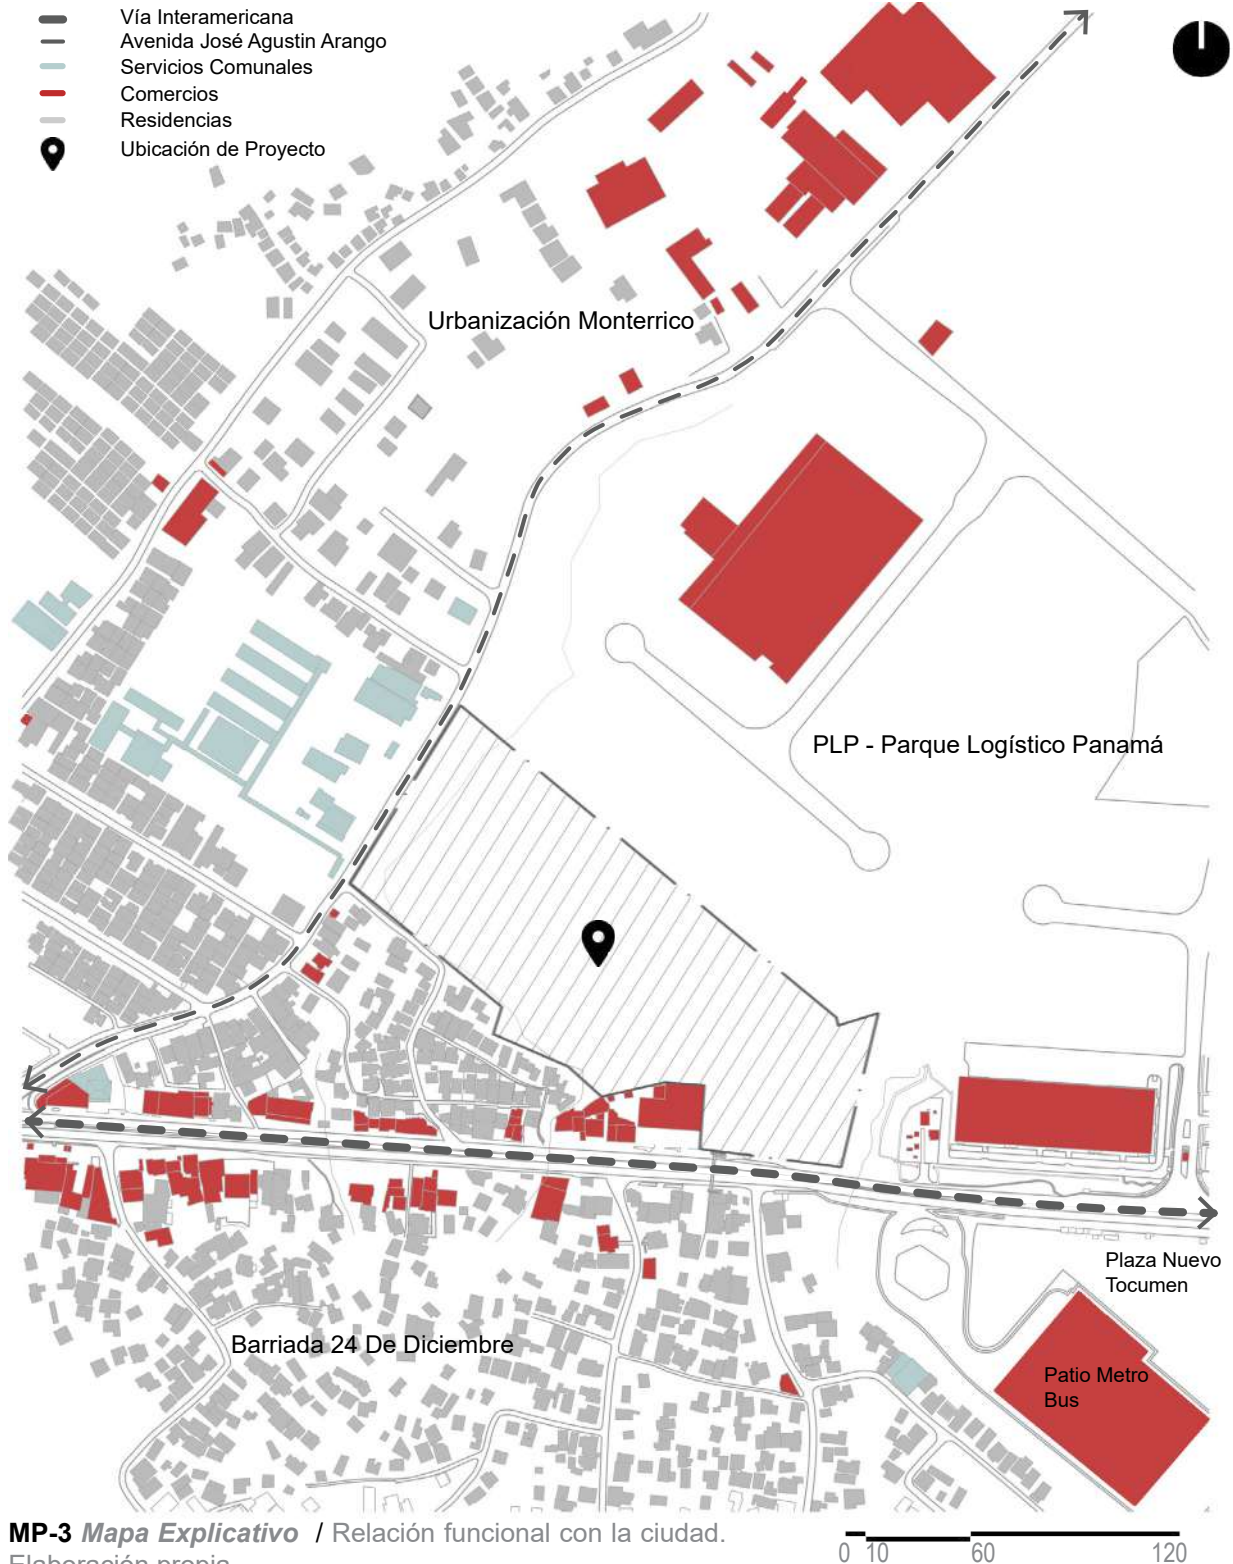 Vía Interamericana
Avenida José Agustin Arango
Servicios Comunales
Comercios
Residencias
Ubicación de Proyecto
Urbanización Monterrico
PLP - Parque Logístico Panamá
Plaza Nuevo
Tocumen
Barriada 24 De Diciembre
Patio Metro
Bus
MP-3 Mapa Explicativo / Relación funcional con la ciudad.
Elaboración propia
0 10 60 120